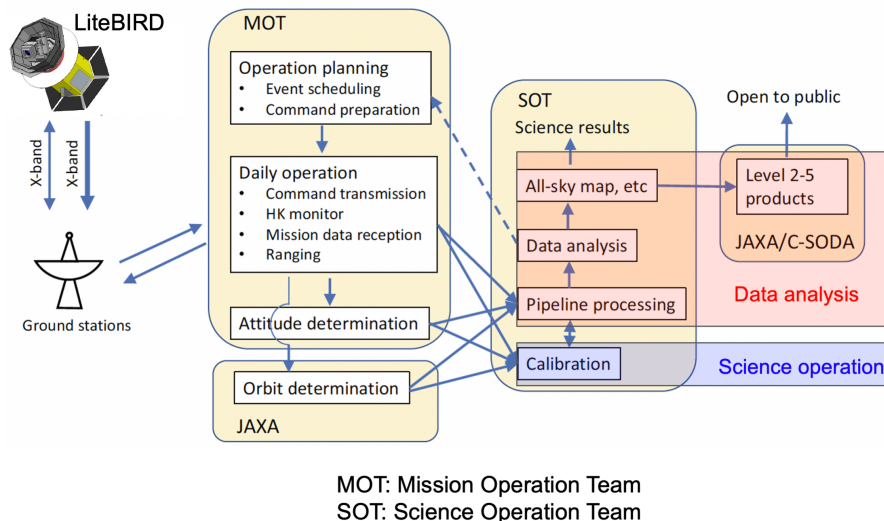 LiteBIRD
X-band
X-band
Ground stations
MOT
Operation planning
• Event scheduling
• Command preparation
Daily operation
• Command transmission
• HK monitor
• Mission data reception
• Ranging
Attitude determination
Orbit determination
JAXA
SOT
Science results
All-sky map, etc
Data analysis
Pipeline processing
Calibration
Open to public
Level 2-5
products
JAXA/C-SODA
Data analysis
Science operation
MOT: Mission Operation Team
SOT: Science Operation Team